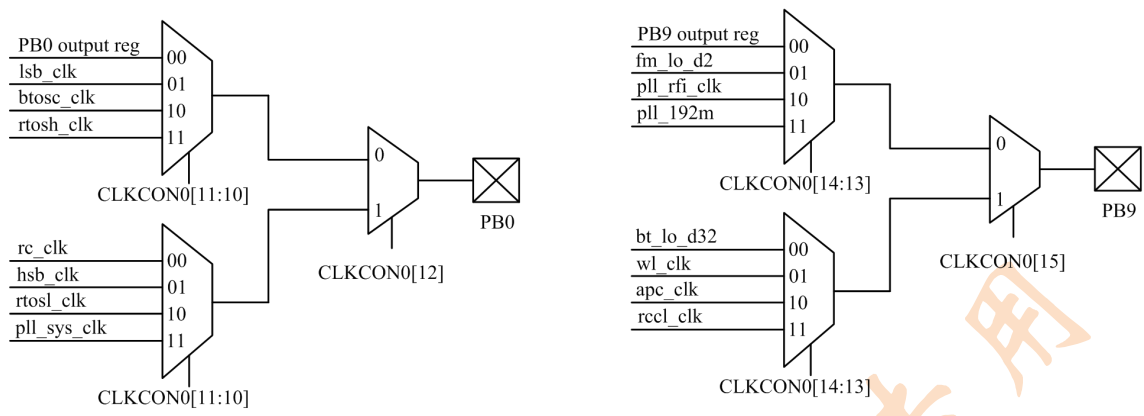 PB0 output reg
00
lsb_clk
01
btosc_clk
10
rtosh_clk
11
CLKCON0[11:10]
rc_clk
00
hsb_clk
01
rtosl_clk
10
pll_sys_clk
11
CLKCON0[11:10]
0
1
CLKCON0[12]
PB0
PB9 output reg
00
fm_lo_d2
01
pll_rfi_clk
10
pll_192m
11
CLKCON0[14:13]
bt_lo_d32
00
wl_clk
01
apc_clk
10
rccl_clk
11
CLKCON0[14:13]
0
1
CLKCON0[15]
PB9
用